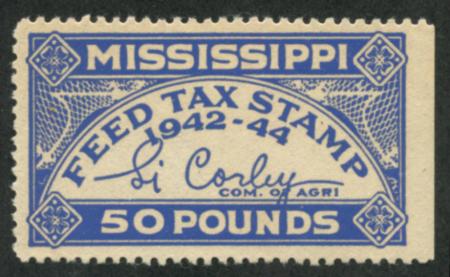 MISSISSIPPI
FEED TAX STAMP
1942-44
Si Corley
COM. OF AGRI
50 POUNDS